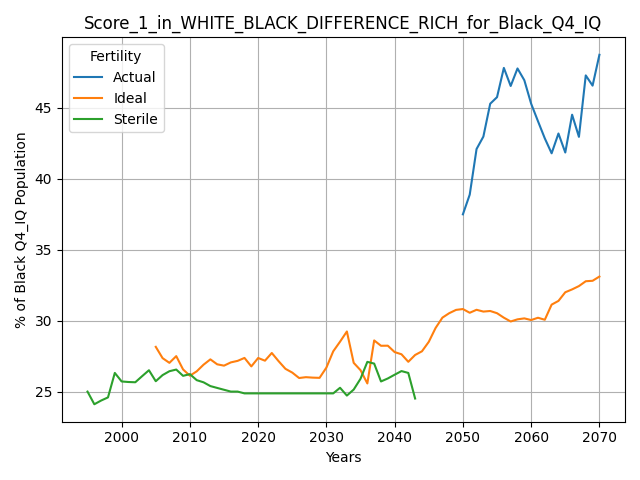 Score_1_in_WHITE_BLACK_DIFFERENCE_RICH_for_Black_Q4_IQ
Fertility
Actual
Ideal
Sterile
% of Black Q4_IQ Population
45
40
35
30
25
2000 2010 2020 2030 2040 2050 2060 2070
Years